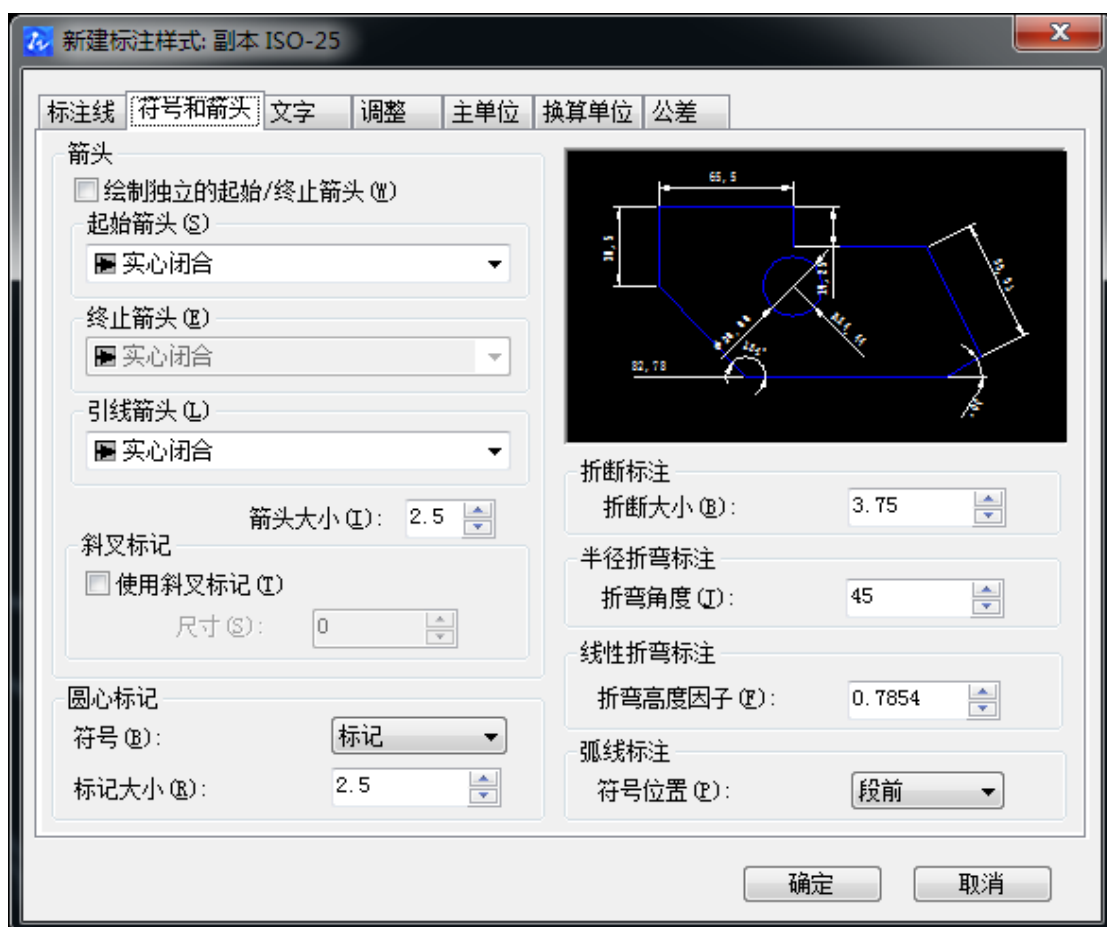 新建标注样式: 副本 ISO-25
标注线 符号和箭头 文字 调整 主单位 换算单位 公差
箭头
绘制独立的起始/终止箭头(W)
起始箭头(S)
实心闭合
终止箭头(E)
实心闭合
引线箭头(L)
实心闭合
箭头大小(I): 2.5
斜叉标记
使用斜叉标记(T)
尺寸(S): 0
圆心标记
符号(B): 标记
标记大小(R): 2.5
65,5
38,5
82,78
折断标注
折断大小(B): 3.75
半径折弯标注
折弯角度(J): 45
线性折弯标注
折弯高度因子(F): 0.7854
弧线标注
符号位置(P): 段前
确定 取消